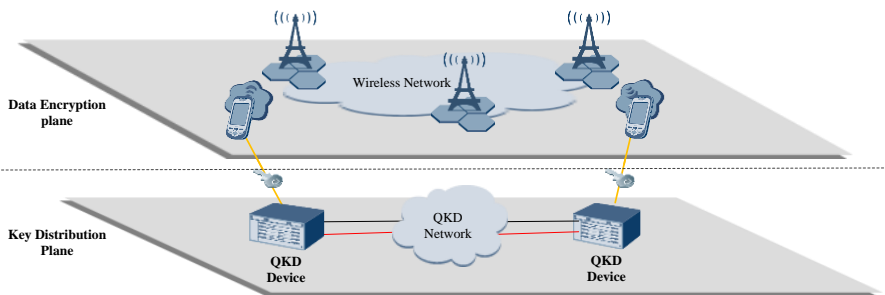 Wireless Network
Data Encryption
plane
QKD
Network
Key Distribution
Plane
QKD
Device
QKD
Device